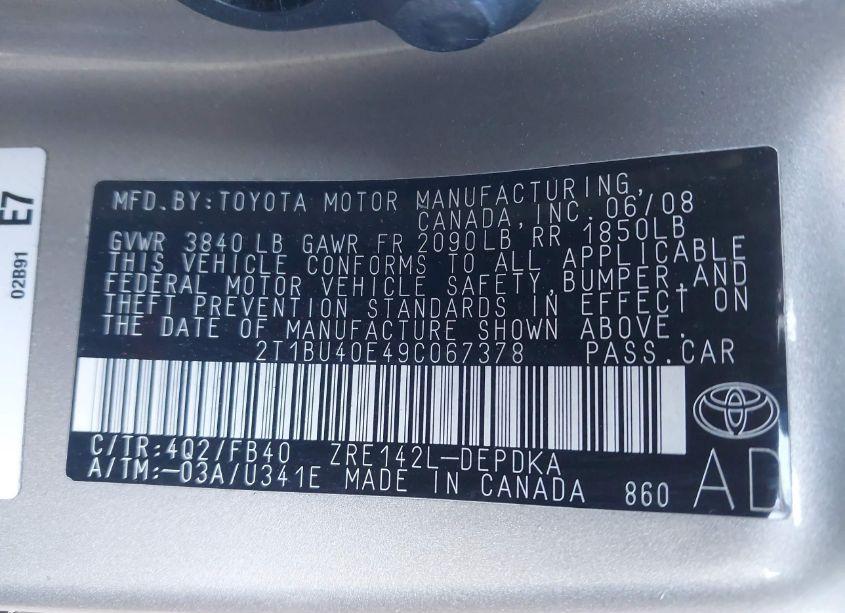 E7
02B91
MFD.BY:TOYOTA MOTOR MANUFACTURING,
CANADA,INC. 06/08
GVWR 3840 LB GAWR FR 2090LB RR 1850LB
THIS VEHICLE CONFORMS TO ALL APPLICABLE
FEDERAL MOTOR VEHICLE SAFETY,BUMPER,AND
THEFT PREVENTION STANDARDS IN EFFECT ON
THE DATE OF MANUFACTURE SHOWN ABOVE.
2T1BU40E49C067378 PASS.CAR
C/TR:4Q2/FB40 ZRE142L-DEPDKA
A/TM:-03A/U341E MADE IN CANADA 860
AD